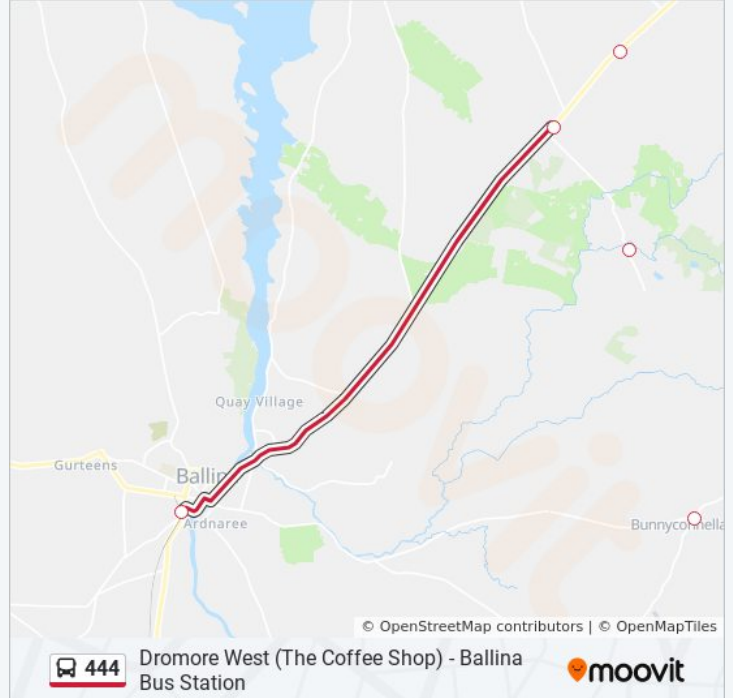 Quay Village
Gurteens
Ballin
Ardnaree
Bunnyconnella
© OpenStreetMap contributors | © OpenMapTiles
444
Dromore West (The Coffee Shop) - Ballina
Bus Station
moovit
moovit